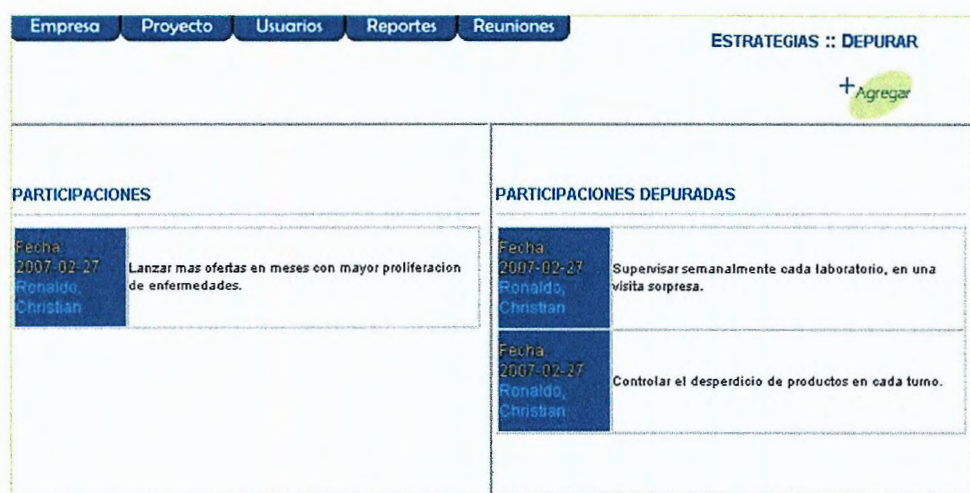 Empresa Proyecto Usuarios Reportes Reuniones
ESTRATEGIAS :: DEPURAR
+Agregar
PARTICIPACIONES
Fecha:
2007-02-27
Ronaldo,
Christian
Lanzar mas ofertas en meses con mayor proliferacion
de enfermedades.
PARTICIPACIONES DEPURADAS
Fecha:
2007-02-27
Ronaldo,
Christian
Supervisar semanalmente cada laboratorio, en una
visita sorpresa.
Fecha:
2007-02-27
Ronaldo,
Christian
Controlar el desperdicio de productos en cada turno.